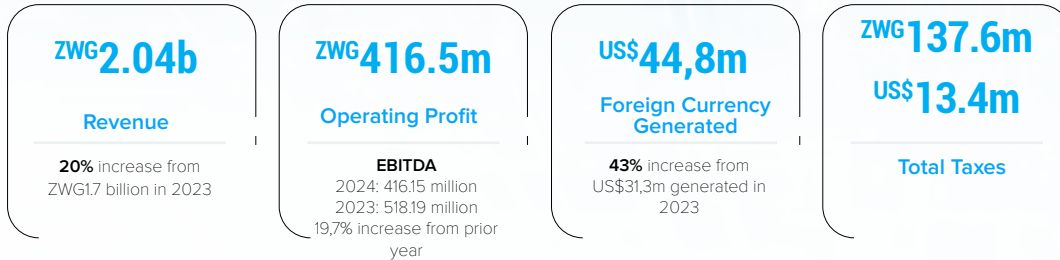 ZWG2.04b
Revenue
20% increase from
ZWG1.7 billion in 2023
ZWG416.5m
Operating Profit
EBITDA
2024: 416.15 million
2023: 518.19 million
19,7% increase from prior
year
US$44,8m
Foreign Currency
Generated
43% increase from
US$31,3m generated in
2023
ZWG137.6m
US$13.4m
Total Taxes